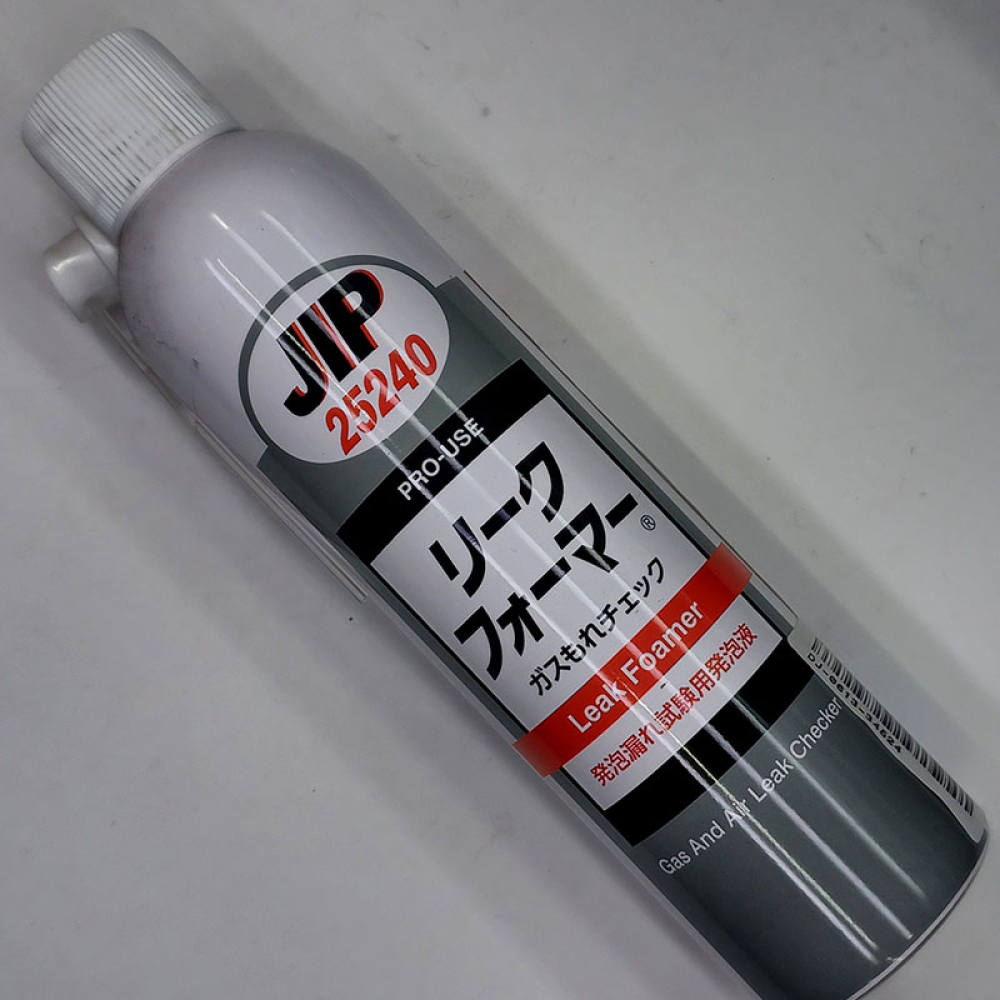 JIP
25240
PRO-USE
リーク
フォーマー®
ガスもれチェック
Leak Foamer
発泡漏れ試験用発泡液
Gas And Air Leak Checker